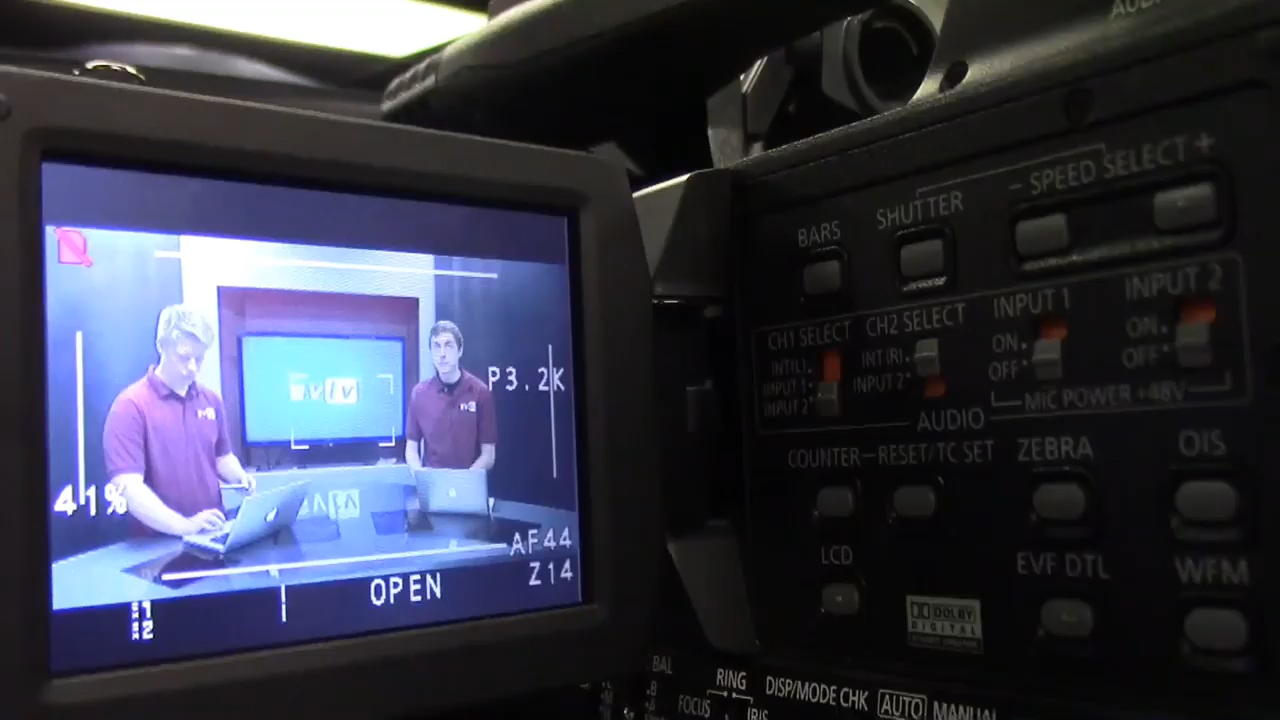 BARS
SHUTTER
- SPEED SELECT +
CH1 SELECT
INT(L)
INPUT 1
INPUT 2
CH2 SELECT
INT(R)
INPUT 2
INPUT 1
ON
OFF
INPUT 2
ON
OFF
MIC POWER +48V
AUDIO
COUNTER—RESET/TC SET
ZEBRA
OIS
LCD
EVF DTL
WFM
DOLBY
DIGITAL
BAL
RING
DISP/MODE CHK
AUTO
MANUAL
FOCUS
IRIS
P3.2K
41%
AF44
Z14
OPEN